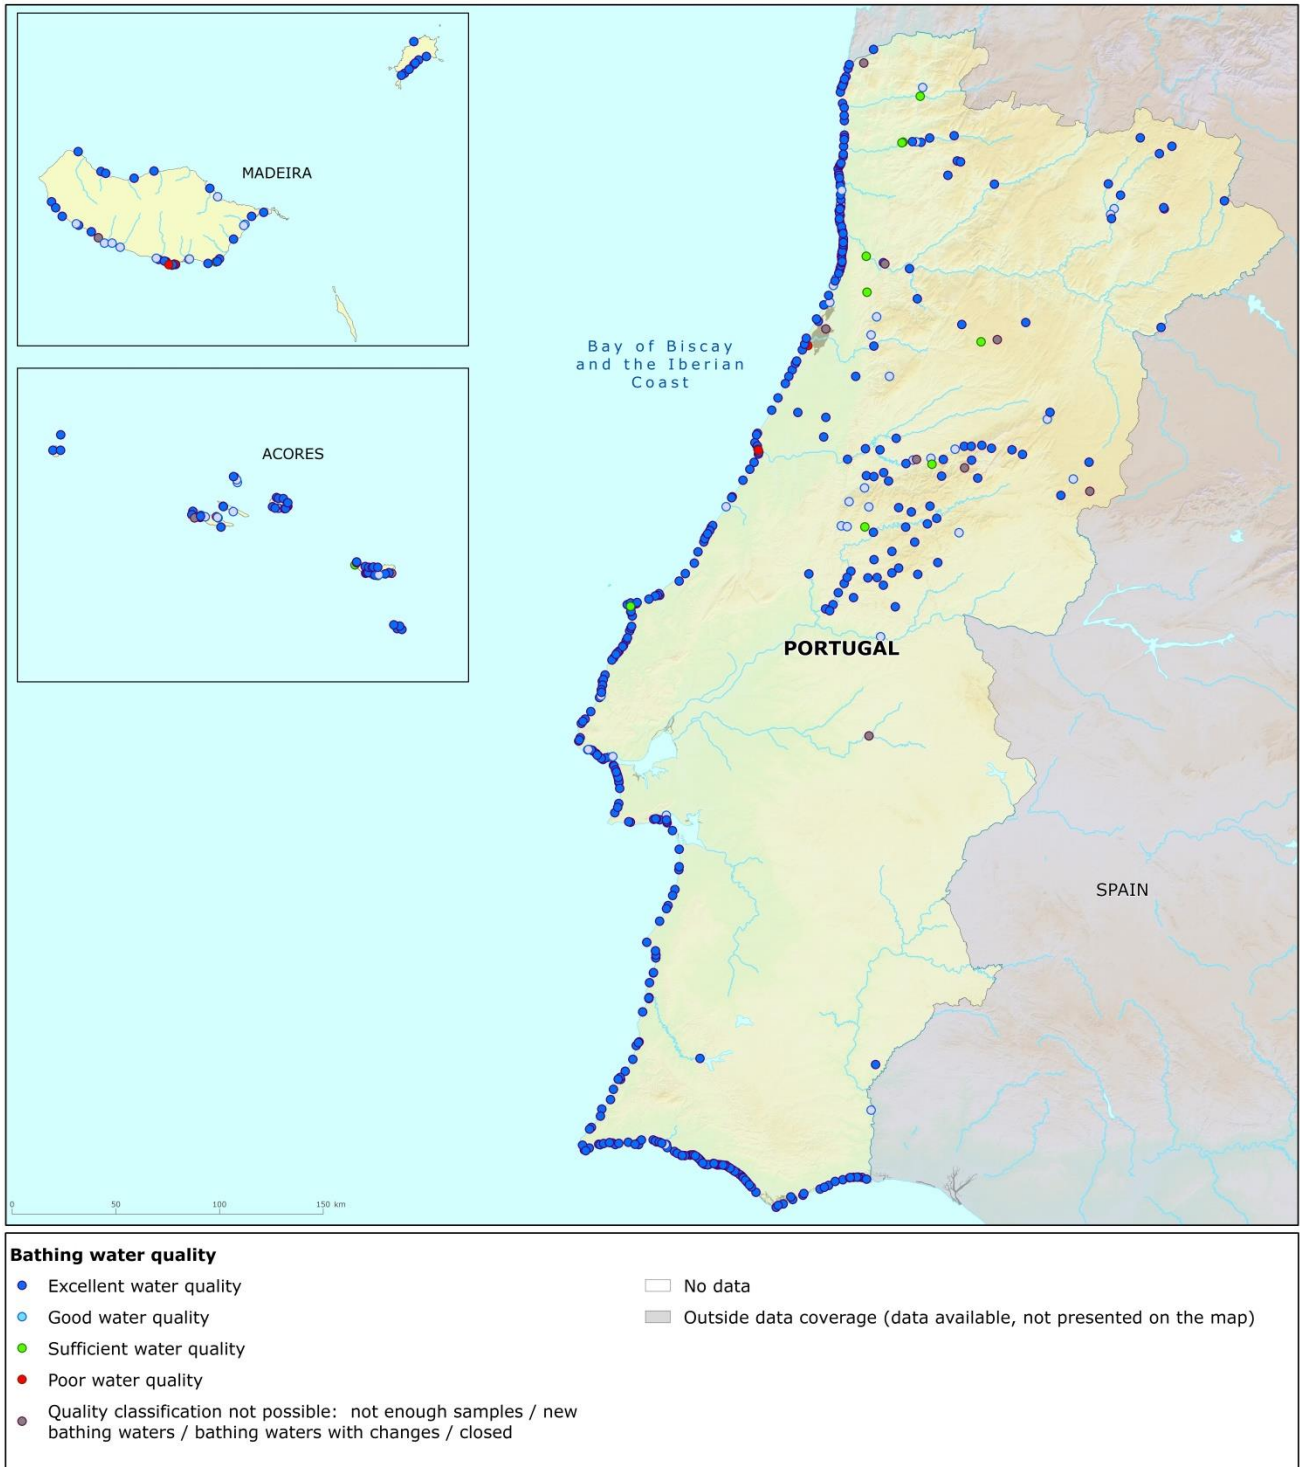 MADEIRA
Bay of Biscay
and the Iberian
Coast
ACORES
PORTUGAL
SPAIN
0 50 100 150 km
Bathing water quality
Excellent water quality
Good water quality
Sufficient water quality
Poor water quality
Quality classification not possible: not enough samples / new
bathing waters / bathing waters with changes / closed
No data
Outside data coverage (data available, not presented on the map)